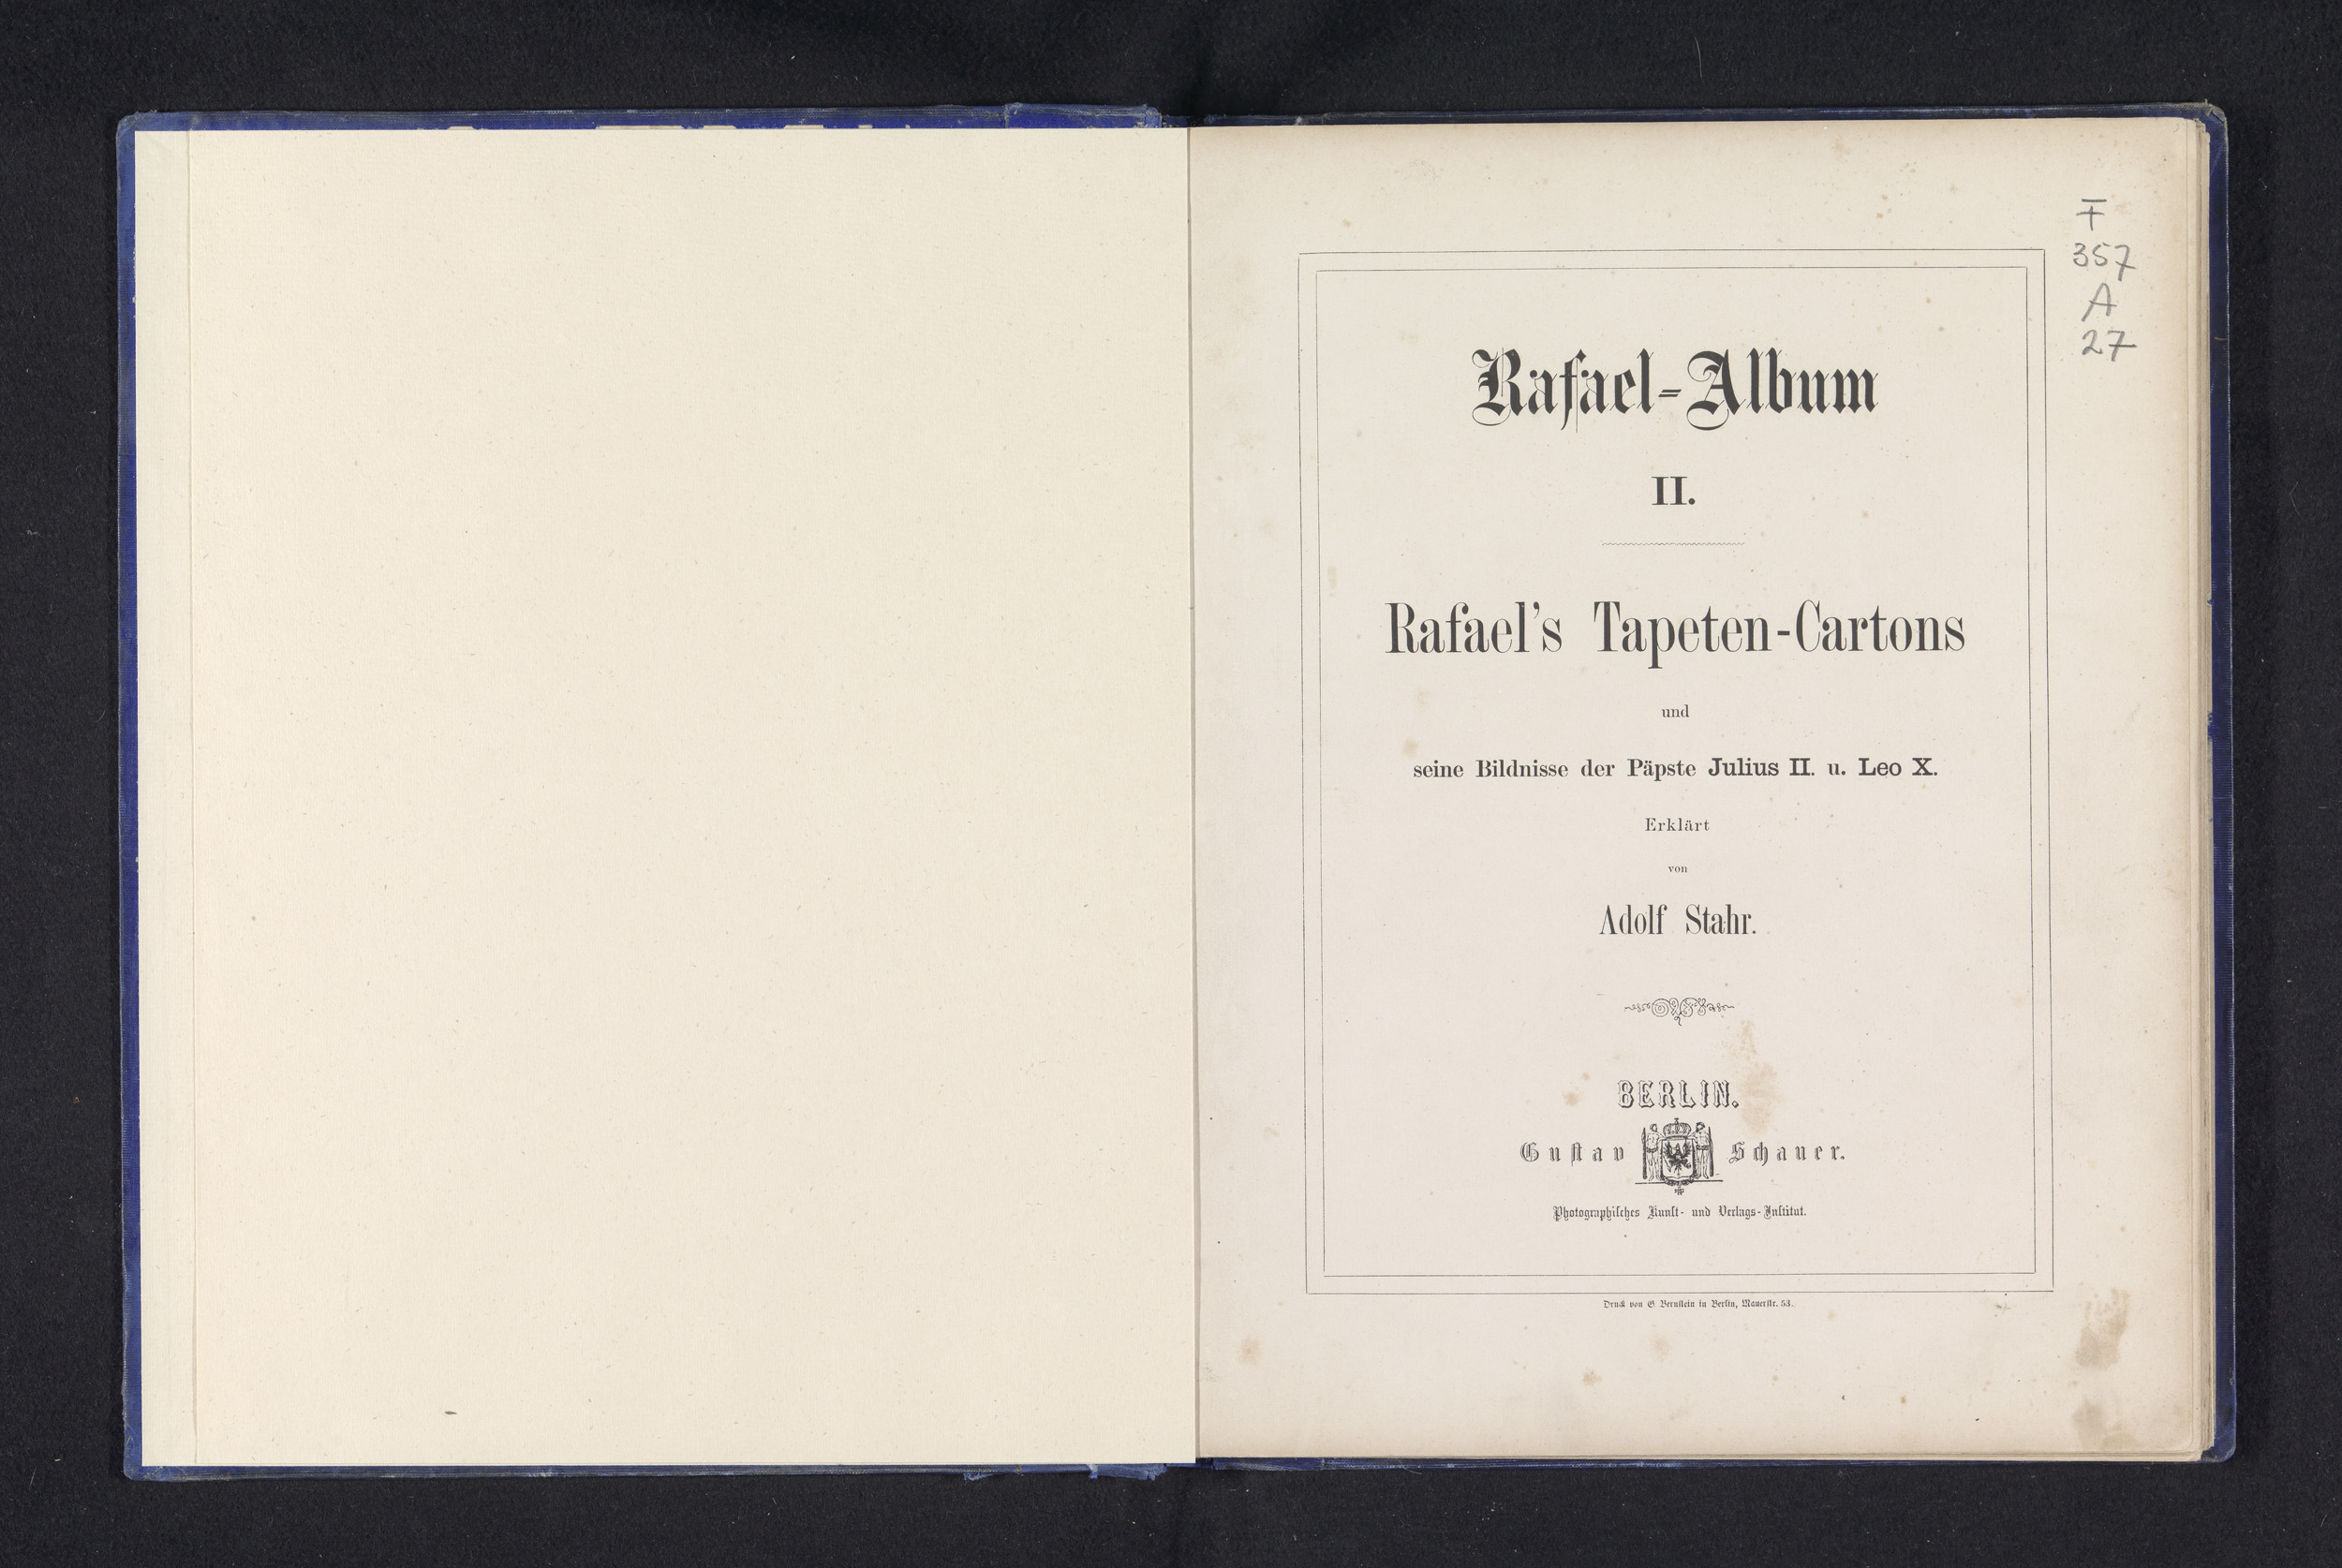 F
357
A
27
Rafael-Album
II.
Rafael's Tapeten-Cartons
und
seine Bildnisse der Päpste Julius II. u. Leo X.
Erklärt
von
Adolf Stahr.
BERLIN.
Gustav Schauer.
Photographisches Kunst- und Verlags-Institut.
Druck von G Bernstein in Berlin, Mauerstr. 53.